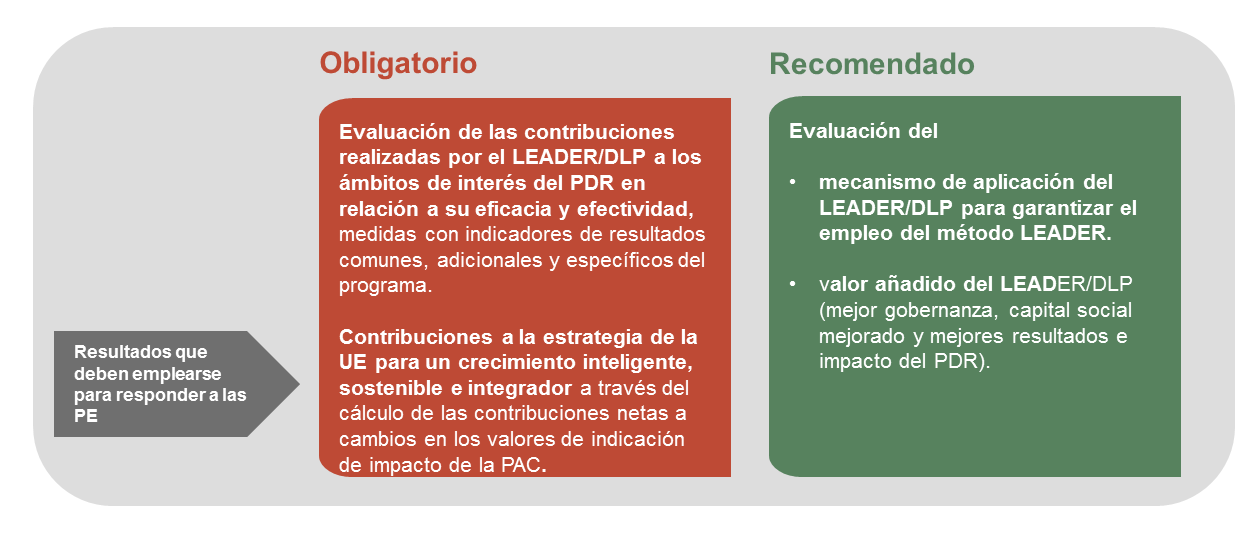 Obligatorio
Evaluación de las contribuciones
realizadas por el LEADER/DLP a los
ámbitos de interés del PDR en
relación a su eficacia y efectividad,
medidas con indicadores de resultados
comunes, adicionales y específicos del
programa.
Contribuciones a la estrategia de la
UE para un crecimiento inteligente,
sostenible e integrador a través del
cálculo de las contribuciones netas a
cambios en los valores de indicación
de impacto de la PAC.
Recomendado
Evaluación del
• mecanismo de aplicación del
LEADER/DLP para garantizar el
empleo del método LEADER.
• valor añadido del LEADER/DLP
(mejor gobernanza, capital social
mejorado y mejores resultados e
impacto del PDR).
Resultados que
deben emplearse
para responder a las
PE